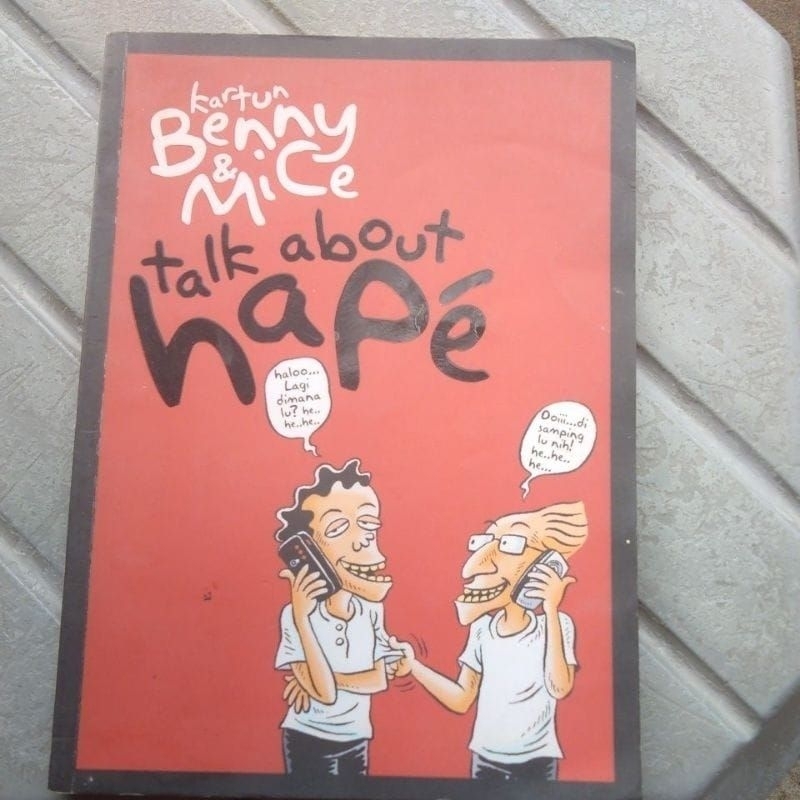 kartun
Benny
&
MiCe
talk about
hapé
haloo...
Lagi
dimana
lu? he..
he..he..
Doiii...di
samping
lu nih!
he..he..
he...